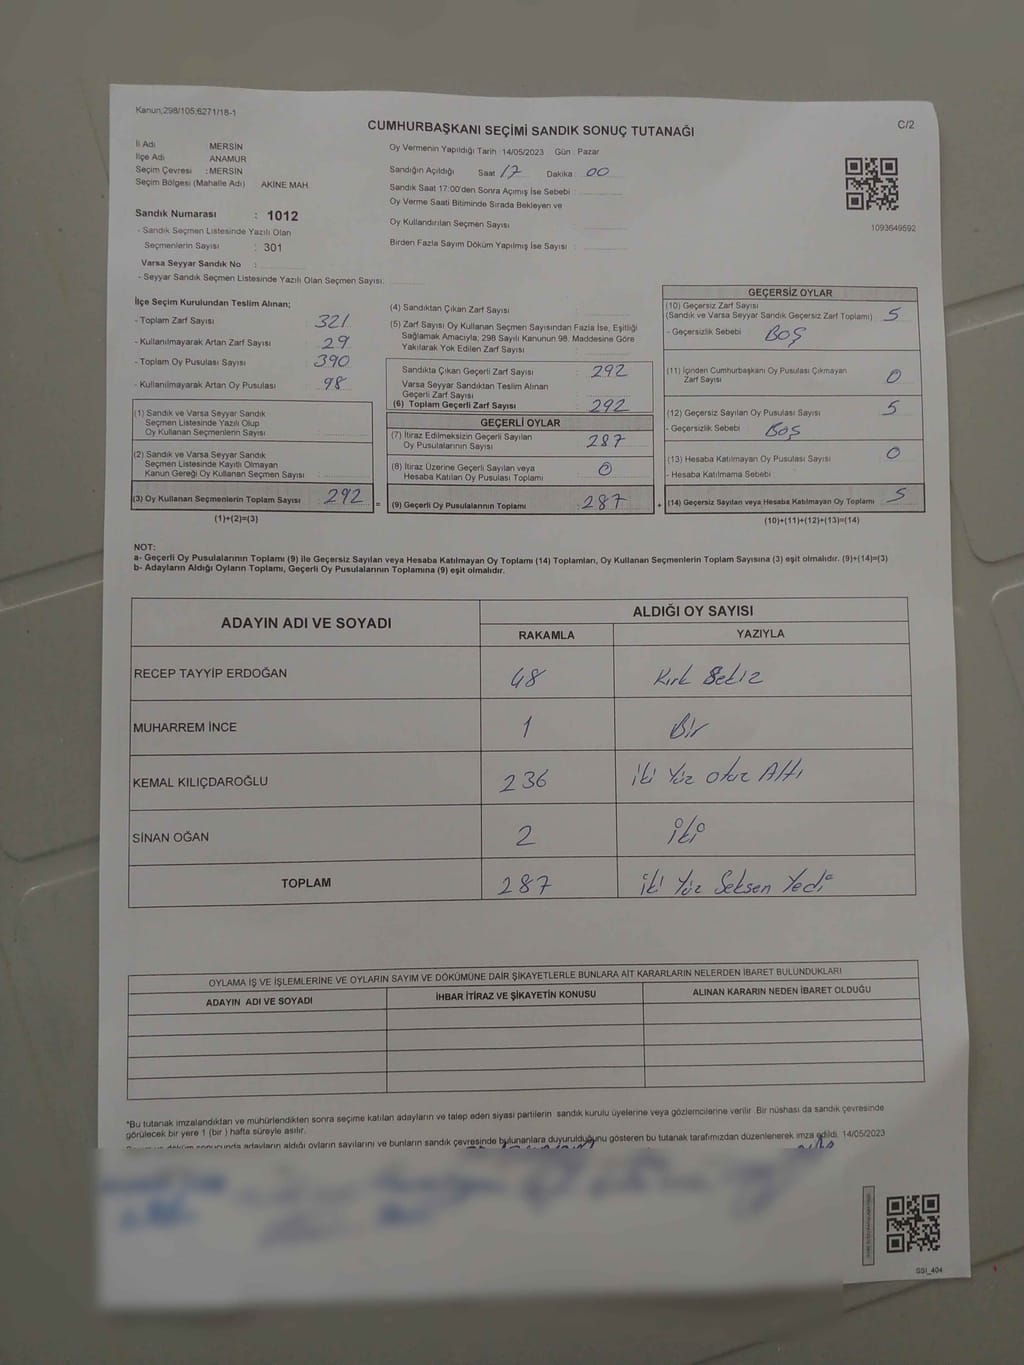 Kanun;298/105;6271/18-1
CUMHURBAŞKANI SEÇİMİ SANDIK SONUÇ TUTANAĞI
C/2
İl Adı MERSİN
İlçe Adı ANAMUR
Seçim Çevresi : MERSİN
Seçim Bölgesi (Mahalle Adı) AKİNE MAH.
Sandık Numarası : 1012
- Sandık Seçmen Listesinde Yazılı Olan
Seçmenlerin Sayısı : 301
Varsa Seyyar Sandık No :
- Seyyar Sandık Seçmen Listesinde Yazılı Olan Seçmen Sayısı:
Oy Vermenin Yapıldığı Tarih : 14/05/2023 Gün : Pazar
Sandığın Açıldığı Saat : 17 Dakika : 00
Sandık Saat 17:00'den Sonra Açımış İse Sebebi :
Oy Verme Saati Bitiminde Sırada Bekleyen ve
Oy Kullandırılan Seçmen Sayısı :
Birden Fazla Sayım Döküm Yapılmış İse Sayısı :
1093649592
İlçe Seçim Kurulundan Teslim Alınan;
- Toplam Zarf Sayısı : 321
- Kullanılmayarak Artan Zarf Sayısı : 29
- Toplam Oy Pusulası Sayısı : 390
- Kullanılmayarak Artan Oy Pusulası : 98
(1) Sandık ve Varsa Seyyar Sandık
Seçmen Listesinde Yazılı Olup
Oy Kullanan Seçmenlerin Sayısı :
(2) Sandık ve Varsa Seyyar Sandık
Seçmen Listesinde Kayıtlı Olmayan
Kanun Gereği Oy Kullanan Seçmen Sayısı :
(3) Oy Kullanan Seçmenlerin Toplam Sayısı : 292 =
(1)+(2)=(3)
(4) Sandıktan Çıkan Zarf Sayısı :
(5) Zarf Sayısı Oy Kullanan Seçmen Sayısından Fazla İse, Eşitliği
Sağlamak Amacıyla; 298 Sayılı Kanunun 98. Maddesine Göre
Yakılarak Yok Edilen Zarf Sayısı :
Sandıkta Çıkan Geçerli Zarf Sayısı : 292
Varsa Seyyar Sandıktan Teslim Alınan
Geçerli Zarf Sayısı :
(6) Toplam Geçerli Zarf Sayısı : 292
GEÇERLİ OYLAR
(7) İtiraz Edilmeksizin Geçerli Sayılan
Oy Pusulalarının Sayısı : 287
(8) İtiraz Üzerine Geçerli Sayılan veya
Hesaba Katılan Oy Pusulası Toplamı : 0
(9) Geçerli Oy Pusulalarının Toplamı : 287 +
GEÇERSİZ OYLAR
(10) Geçersiz Zarf Sayısı
(Sandık ve Varsa Seyyar Sandık Geçersiz Zarf Toplamı) : 5
- Geçersizlik Sebebi : BOŞ
(11) İçinden Cumhurbaşkanı Oy Pusulası Çıkmayan
Zarf Sayısı : 0
(12) Geçersiz Sayılan Oy Pusulası Sayısı : 5
- Geçersizlik Sebebi : BOŞ
(13) Hesaba Katılmayan Oy Pusulası Sayısı : 0
- Hesaba Katılmama Sebebi :
(14) Geçersiz Sayılan veya Hesaba Katılmayan Oy Toplamı : 5
(10)+(11)+(12)+(13)=(14)
NOT:
a- Geçerli Oy Pusulalarının Toplamı (9) ile Geçersiz Sayılan veya Hesaba Katılmayan Oy Toplamı (14) Toplamları, Oy Kullanan Seçmenlerin Toplam Sayısına (3) eşit olmalıdır. (9)+(14)=(3)
b- Adayların Aldığı Oyların Toplamı, Geçerli Oy Pusulalarının Toplamına (9) eşit olmalıdır.
ADAYIN ADI VE SOYADI ALDIĞI OY SAYISI
RAKAMLA YAZIYLA
RECEP TAYYİP ERDOĞAN 48 Kırk Sekiz
MUHARREM İNCE 1 Bir
KEMAL KILIÇDAROĞLU 236 İki Yüz Otuz Altı
SİNAN OĞAN 2 İki
TOPLAM 287 İki Yüz Seksen Yedi
OYLAMA İŞ VE İŞLEMLERİNE VE OYLARIN SAYIM VE DÖKÜMÜNE DAİR ŞİKAYETLERLE BUNLARA AİT KARARLARIN NELERDEN İBARET BULUNDUKLARI
ADAYIN ADI VE SOYADI İHBAR İTİRAZ VE ŞİKAYETİN KONUSU ALINAN KARARIN NEDEN İBARET OLDUĞU
*Bu tutanak imzalandıktan ve mühürlendikten sonra seçime katılan adayların ve talep eden siyasi partilerin sandık kurulu üyelerine veya gözlemcilerine verilir. Bir nüshası da sandık çevresinde
görülecek bir yere 1 (bir) hafta süreyle asılır.
adayların aldığı oyların sayılarını ve bunların sandık çevresinde bulunanlara duyurulduğunu gösteren bu tutanak tarafımızdan düzenlenerek imza edildi. 14/05/2023
GSI_404